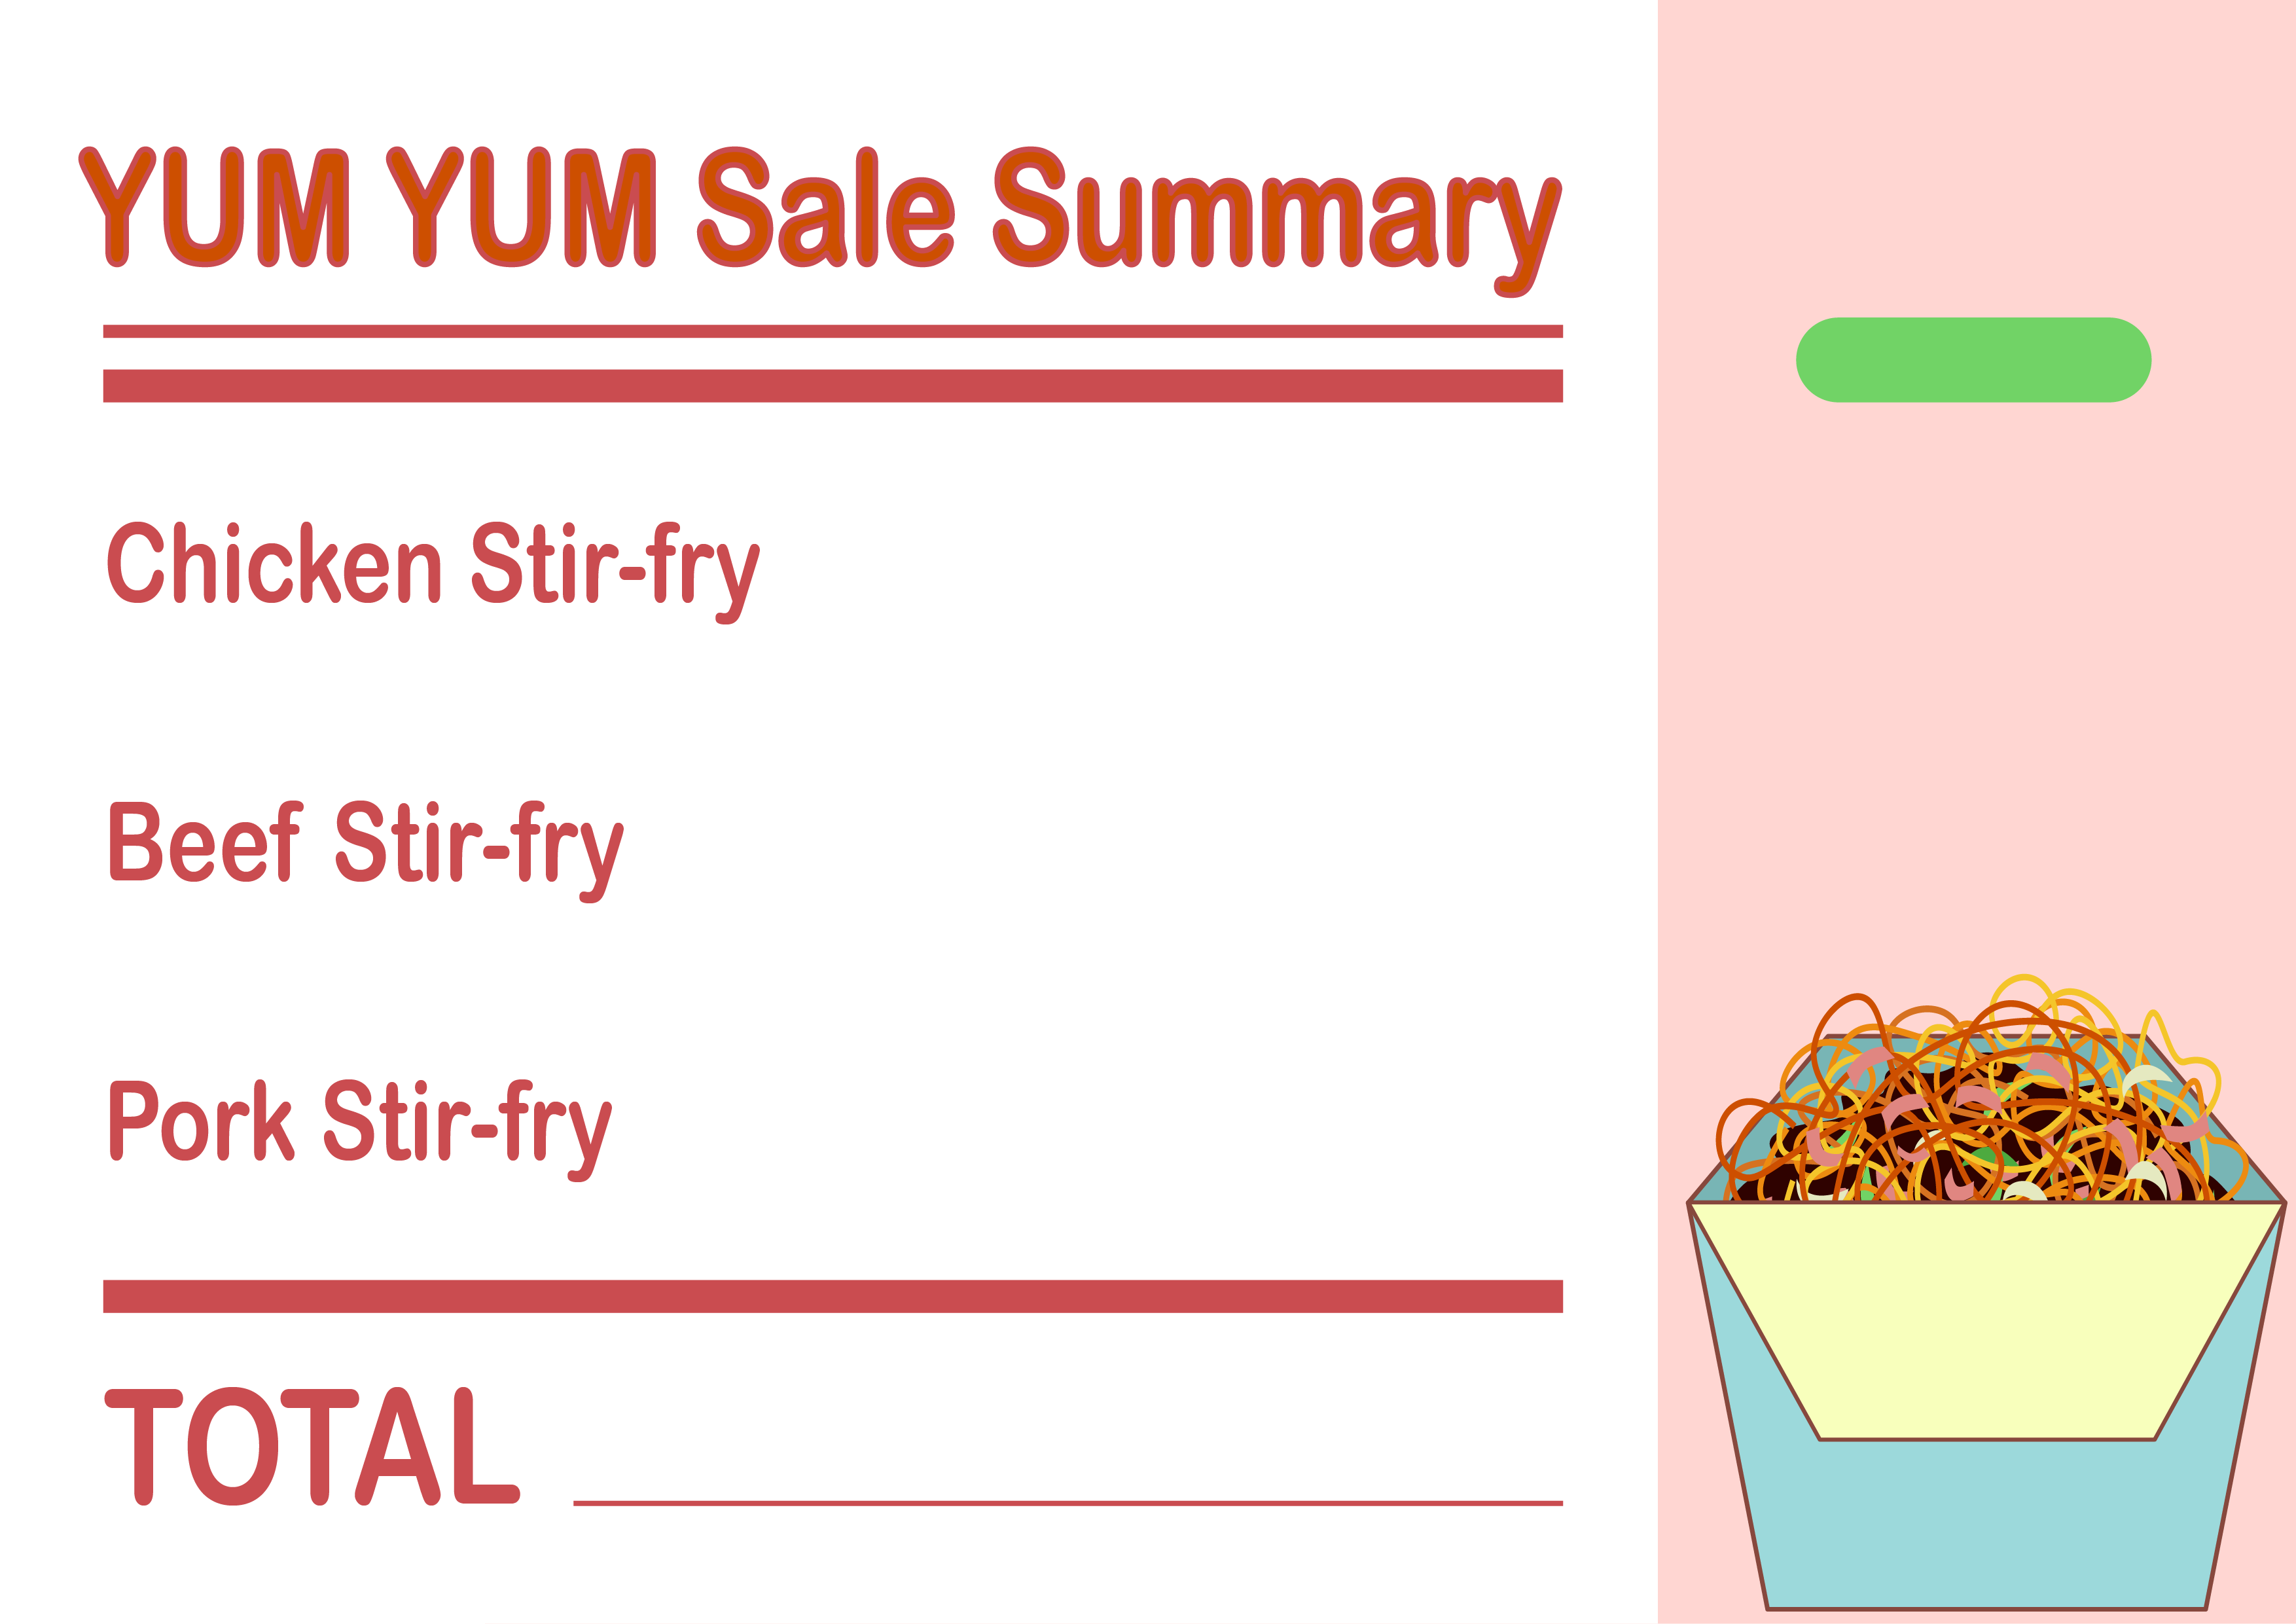 YUM YUM Sale Summary
Chicken Stir-fry
Beef Stir-fry
Pork Stir-fry
TOTAL